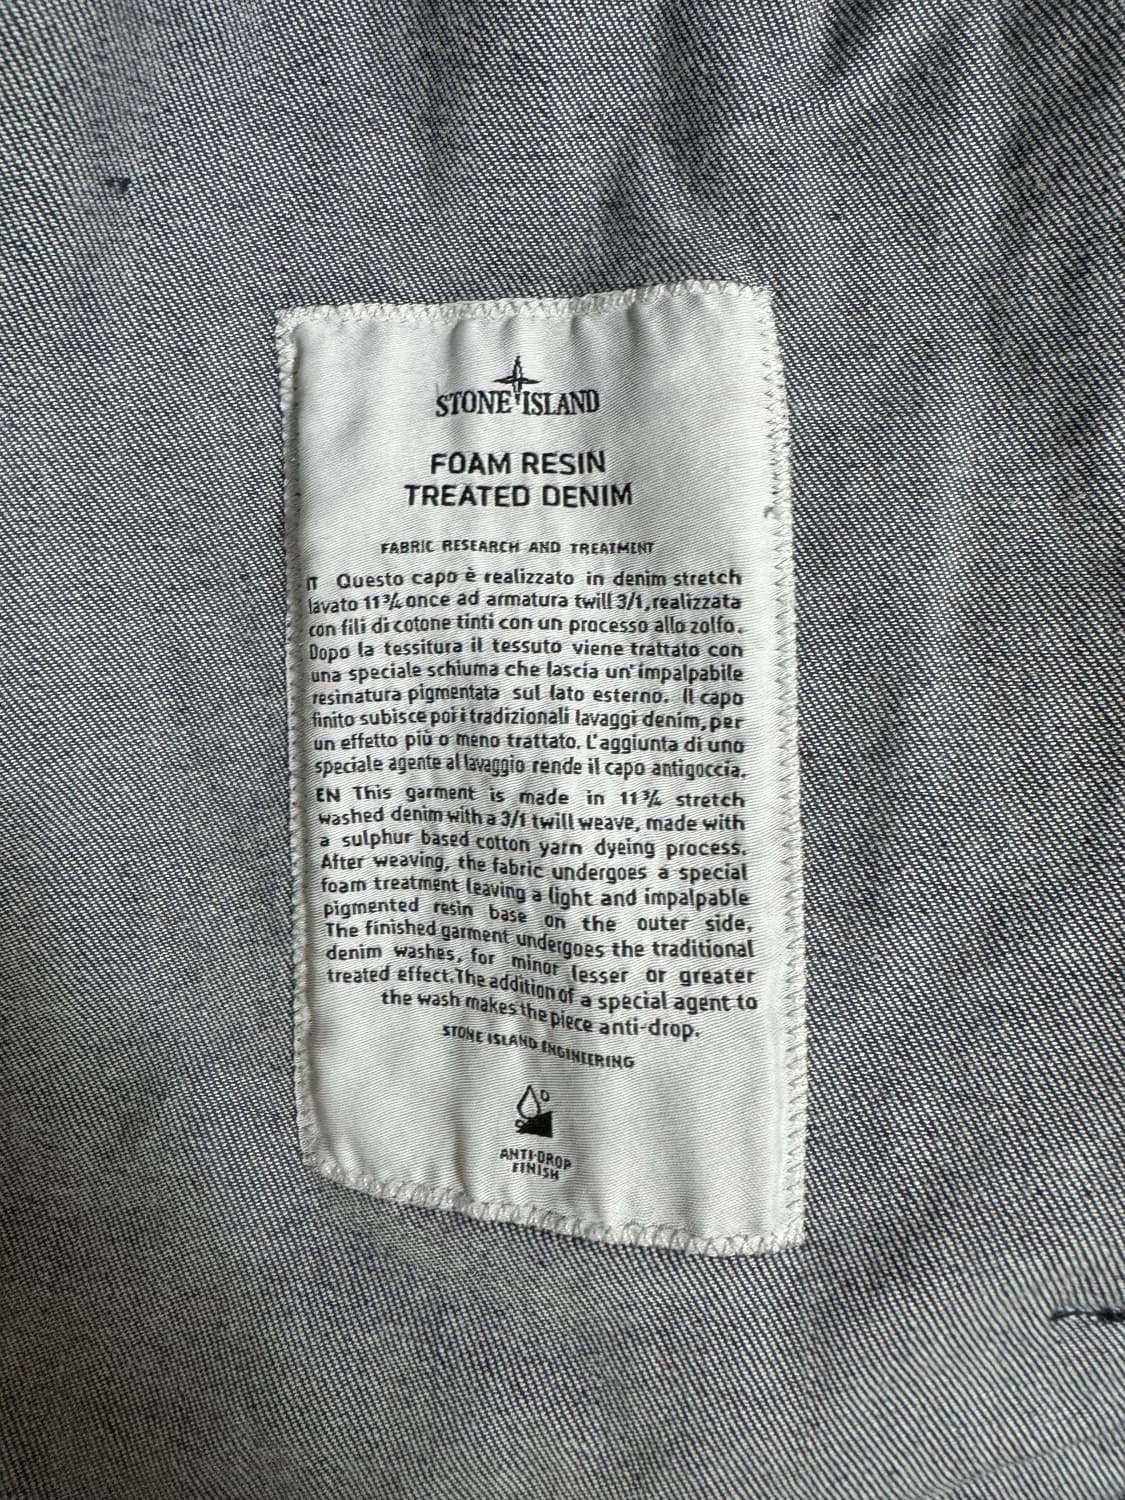 STONE ISLAND
FOAM RESIN
TREATED DENIM
FABRIC RESEARCH AND TREATMENT
IT Questo capo è realizzato in denim stretch
lavato 11¾ once ad armatura twill 3/1, realizzata
con fili di cotone tinti con un processo allo zolfo.
Dopo la tessitura il tessuto viene trattato con
una speciale schiuma che lascia un'impalpabile
resinatura pigmentata sul lato esterno. Il capo
finito subisce poi i tradizionali lavaggi denim, per
un effetto più o meno trattato. L'aggiunta di uno
speciale agente al lavaggio rende il capo antigoccia.
EN This garment is made in 11¾ stretch
washed denim with a 3/1 twill weave, made with
a sulphur based cotton yarn dyeing process.
After weaving, the fabric undergoes a special
foam treatment leaving a light and impalpable
pigmented resin base on the outer side.
The finished garment undergoes the traditional
denim washes, for minor lesser or greater
treated effect. The addition of a special agent to
the wash makes the piece anti-drop.
STONE ISLAND ENGINEERING
ANTI-DROP
FINISH